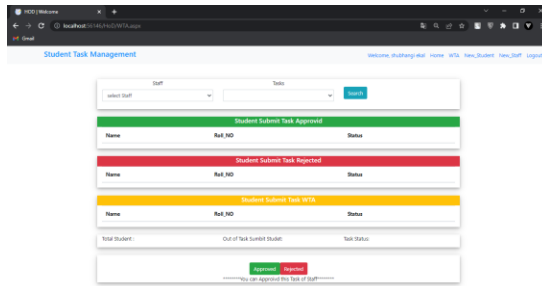 HOD | Welcome
localhost:56146/HoD/WTA.aspx
Gmail
Student Task Management
Welcome, shubhangi ekal Home WTA New_Student New_Staff Logout
Staff Tasks
select Staff Search
Student Submit Task Approvid
Name Roll_NO Status
Student Submit Task Rejected
Name Roll_NO Status
Student Submit Task WTA
Name Roll_NO Status
Total Student : Out of Task Sumbit Studet: Task Status:
Approved Rejected
You can Approvid this Task of Staff